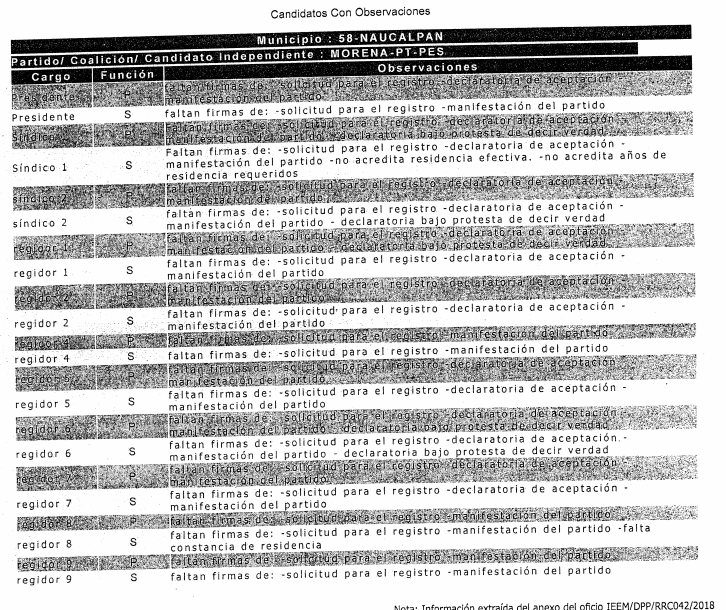 Candidatos Con Observaciones
Municipio : 58-NAUCALPAN
Partido/ Coalición/ Candidato Independiente : MORENA-PT-PES
Cargo Función Observaciones
Presidente P faltan firmas de: -solicitud para el registro -declaratoria de aceptación -
manifestación del partido
Presidente S faltan firmas de: -solicitud para el registro -manifestación del partido
Síndico 1 P Faltan firmas de: -solicitud para el registro -declaratoria de aceptación -
manifestación del partido - declaratoria bajo protesta de decir verdad
Síndico 1 S Faltan firmas de: -solicitud para el registro -declaratoria de aceptación -
manifestación del partido -no acredita residencia efectiva. -no acredita años de
residencia requeridos
síndico 2 P faltan firmas de: -solicitud para el registro -declaratoria de aceptación -
manifestación de partido
síndico 2 S faltan firmas de: -solicitud para el registro -declaratoria de aceptación -
manifestación del partido - declaratoria bajo protesta de decir verdad
regidor 1 P faltan firmas de: -solicitud para el registro -declaratoria de aceptación -
manifestación del partido - declaratoria bajo protesta de decir verdad
regidor 1 S faltan firmas de: -solicitud para el registro -declaratoria de aceptación -
manifestación del partido
regidor 2 P faltan firmas de: -solicitud para el registro -declaratoria de aceptación -
manifestación del partido
regidor 2 S faltan firmas de: -solicitud para el registro -declaratoria de aceptación -
manifestación del partido
P faltan firmas de: -solicitud para el registro -manifestación del partido
regidor 4 S faltan firmas de: -solicitud para el registro -manifestación del partido
regidor 5 P faltan firmas de: -solicitud para el registro -declaratoria de aceptación -
manifestación del partido
regidor 5 S faltan firmas de: -solicitud para el registro -declaratoria de aceptación -
manifestación del partido
regidor 6 P faltan firmas de: -solicitud para el registro -declaratoria de aceptación -
manifestación del partido - declaratoria bajo protesta de decir verdad
regidor 6 S faltan firmas de: -solicitud para el registro -declaratoria de aceptación -
manifestación del partido - declaratoria bajo protesta de decir verdad
regidor 7 P faltan firmas de: -solicitud para el registro -declaratoria de aceptación -
manifestación del partido
regidor 7 S faltan firmas de: -solicitud para el registro -declaratoria de aceptación -
manifestación del partido
regidor 8 P faltan firmas de: -solicitud para el registro -manifestación del partido
regidor 8 S faltan firmas de: -solicitud para el registro -manifestación del partido -falta
constancia de residencia
regidor 9 P faltan firmas de: -solicitud para el registro -manifestación del partido
regidor 9 S faltan firmas de: -solicitud para el registro -manifestación del partido
Nota: Información extraída del anexo del oficio IEEM/DPP/RRC042/2018